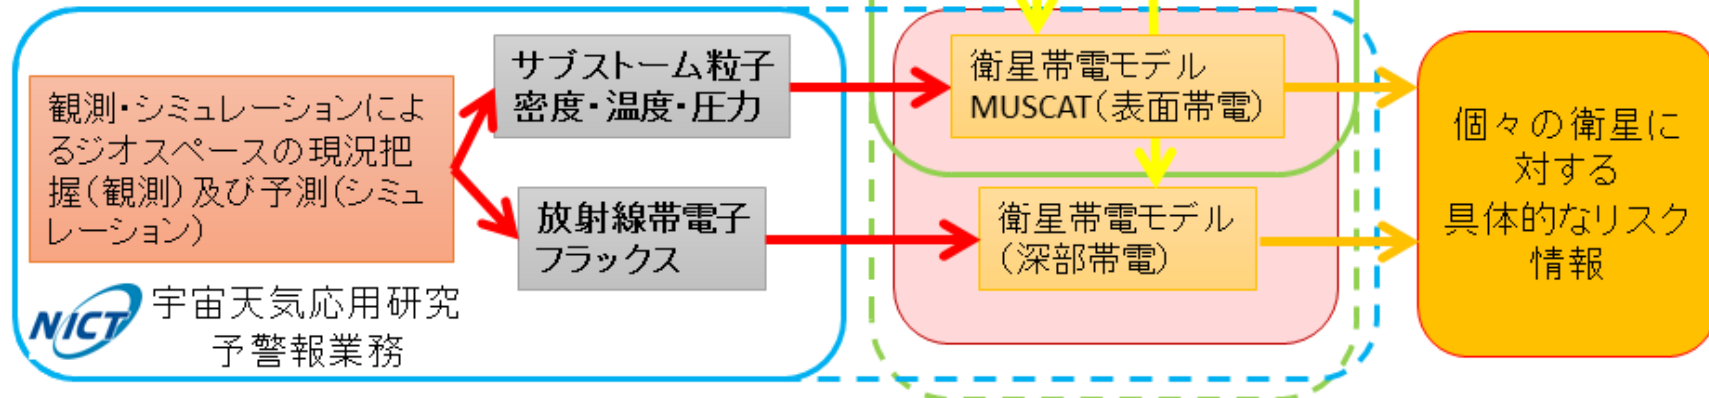 観測・シミュレーションによ
るジオスペースの現況把
握(観測)及び予測(シミュ
レーション)
サブストーム粒子
密度・温度・圧力
放射線帯電子
フラックス
NICT
宇宙天気応用研究
予警報業務
衛星帯電モデル
MUSCAT(表面帯電)
衛星帯電モデル
(深部帯電)
個々の衛星に
対する
具体的なリスク
情報